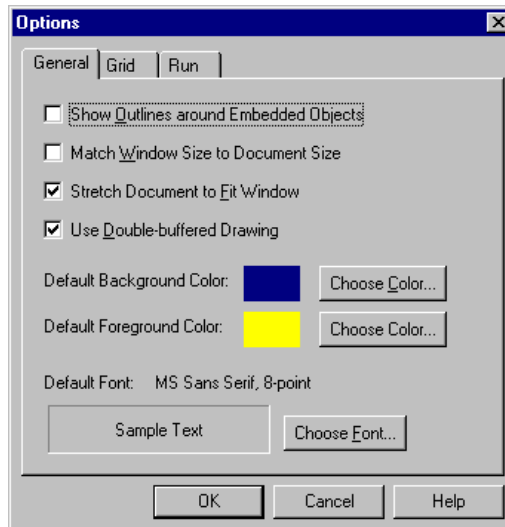 Options
General Grid Run
Show Outlines around Embedded Objects
Match Window Size to Document Size
Stretch Document to Fit Window
Use Double-buffered Drawing
Default Background Color: Choose Color...
Default Foreground Color: Choose Color...
Default Font: MS Sans Serif, 8-point
Sample Text Choose Font...
OK Cancel Help